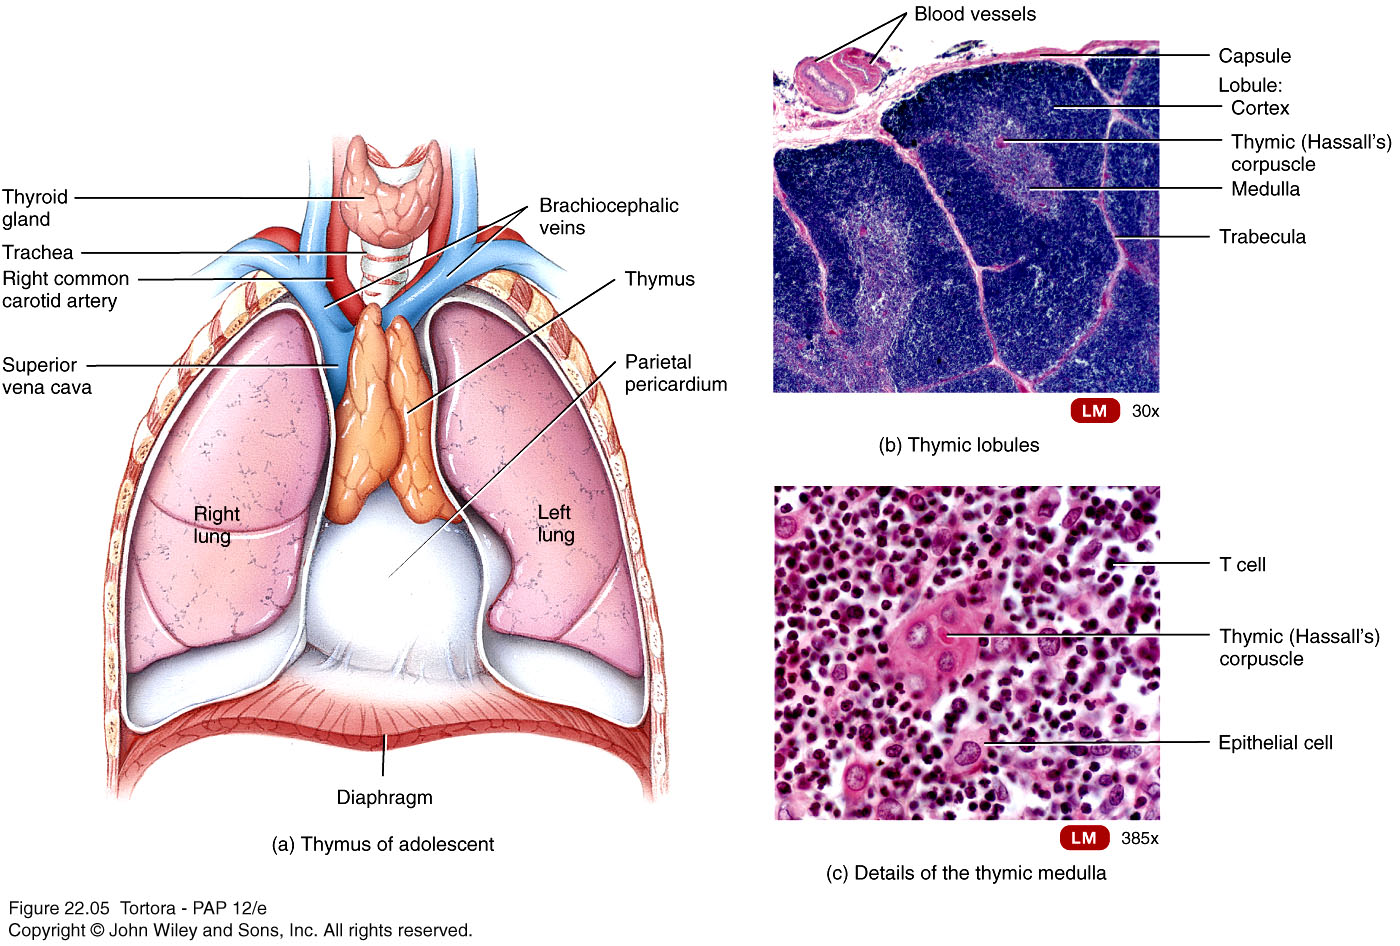 Thyroid
gland
Trachea
Right common
carotid artery
Superior
vena cava
Brachiocephalic
veins
Thymus
Parietal
pericardium
Right
lung
Left
lung
Diaphragm
(a) Thymus of adolescent
Blood vessels
Capsule
Lobule:
Cortex
Thymic (Hassall's)
corpuscle
Medulla
Trabecula
LM 30x
(b) Thymic lobules
T cell
Thymic (Hassall's)
corpuscle
Epithelial cell
LM 385x
(c) Details of the thymic medulla
Figure 22.05 Tortora - PAP 12/e
Copyright © John Wiley and Sons, Inc. All rights reserved.